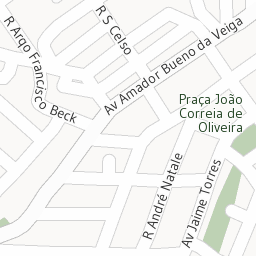 R S Celso
Av Amador Bueno da Veiga
R Arqo Francisco Beck
Praça João
Correia de
Oliveira
R André Natale
Av Jaime Torres